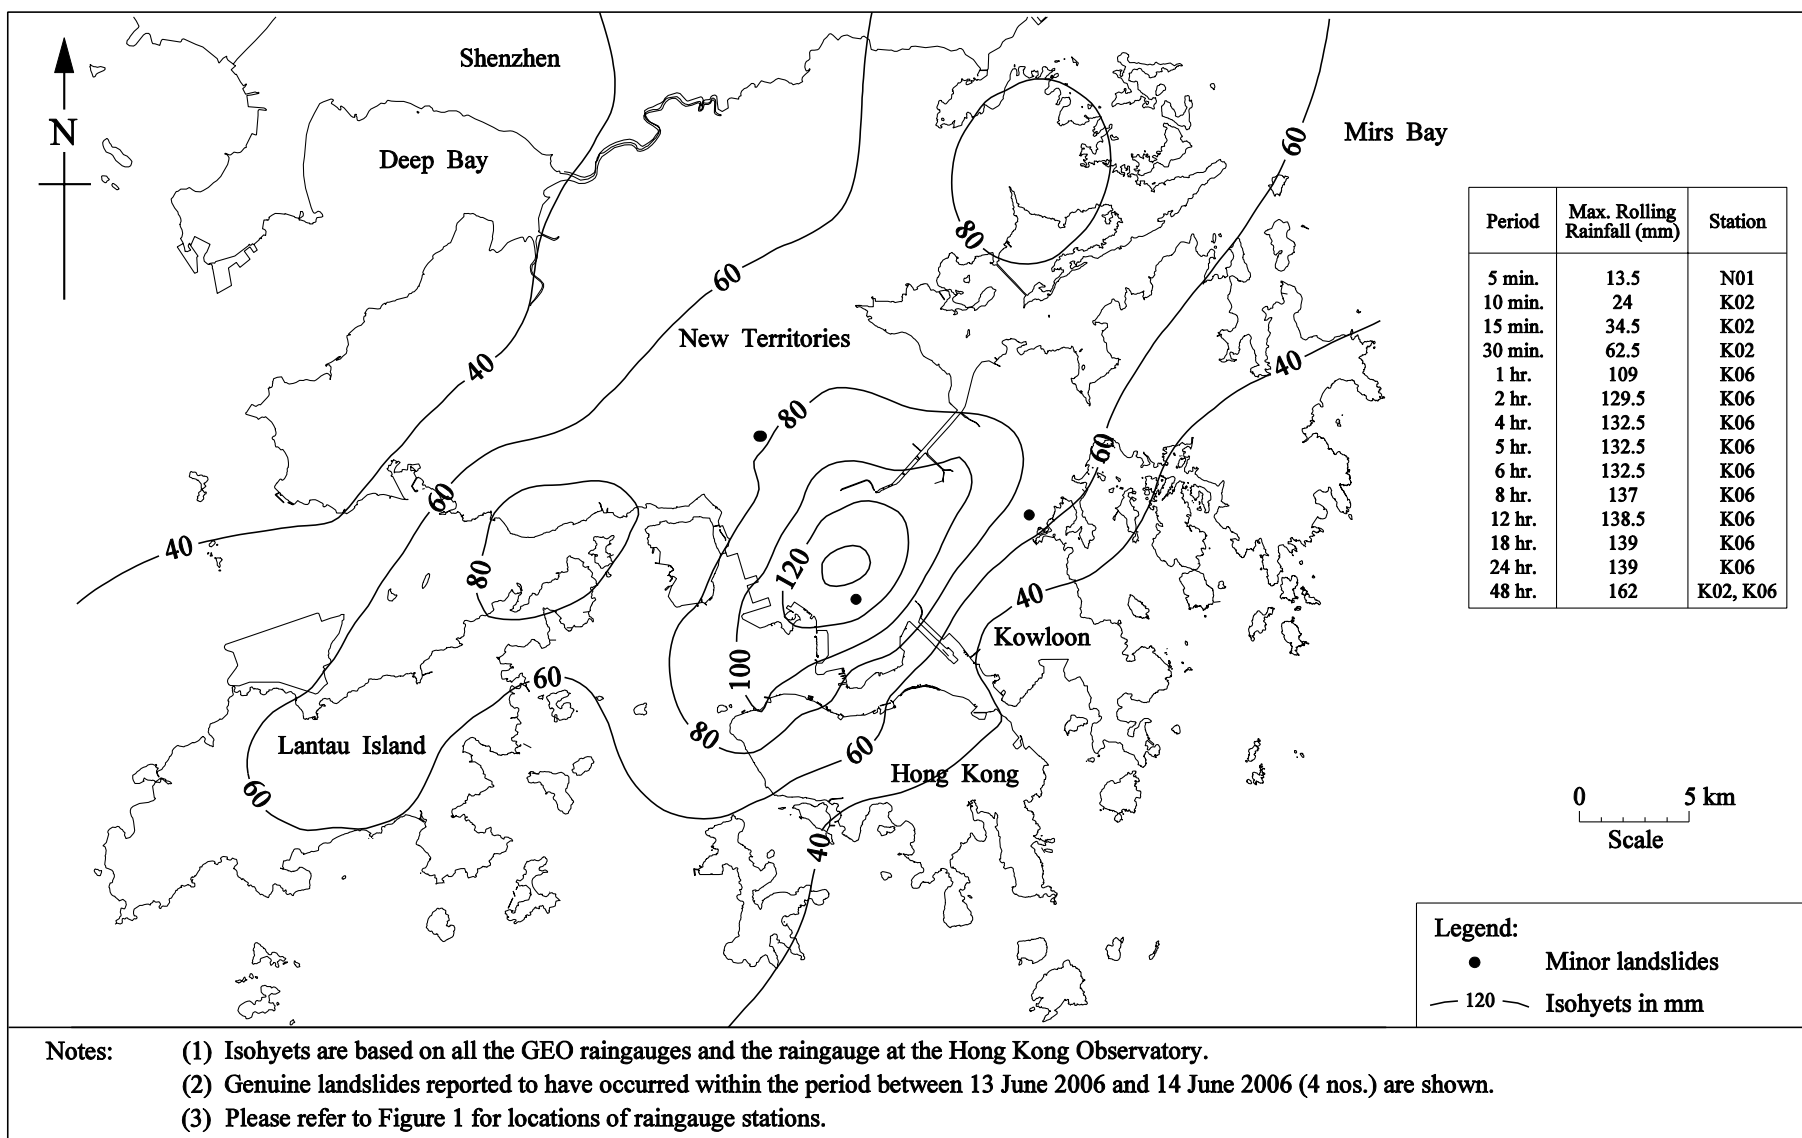 Shenzhen
N
Deep Bay
Mirs Bay
60
80
60
New Territories
40
40
80
60
60
40
80
120
40
Kowloon
100
60
80
60
Lantau Island
60
Hong Kong
40
Period Max. Rolling Rainfall (mm) Station
5 min. 13.5 N01
10 min. 24 K02
15 min. 34.5 K02
30 min. 62.5 K02
1 hr. 109 K06
2 hr. 129.5 K06
4 hr. 132.5 K06
5 hr. 132.5 K06
6 hr. 132.5 K06
8 hr. 137 K06
12 hr. 138.5 K06
18 hr. 139 K06
24 hr. 139 K06
48 hr. 162 K02, K06
0 5 km
Scale
Legend:
Minor landslides
120 Isohyets in mm
Notes: (1) Isohyets are based on all the GEO raingauges and the raingauge at the Hong Kong Observatory.
(2) Genuine landslides reported to have occurred within the period between 13 June 2006 and 14 June 2006 (4 nos.) are shown.
(3) Please refer to Figure 1 for locations of raingauge stations.